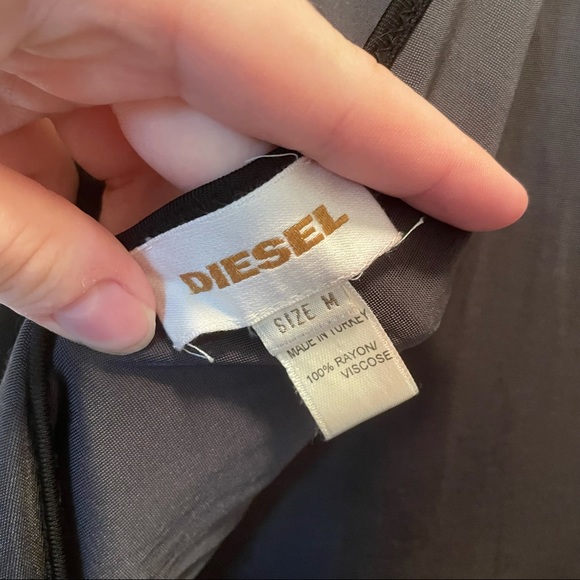 DIESEL
SIZE M
MADE IN TURKEY
100% RAYON/
VISCOSE